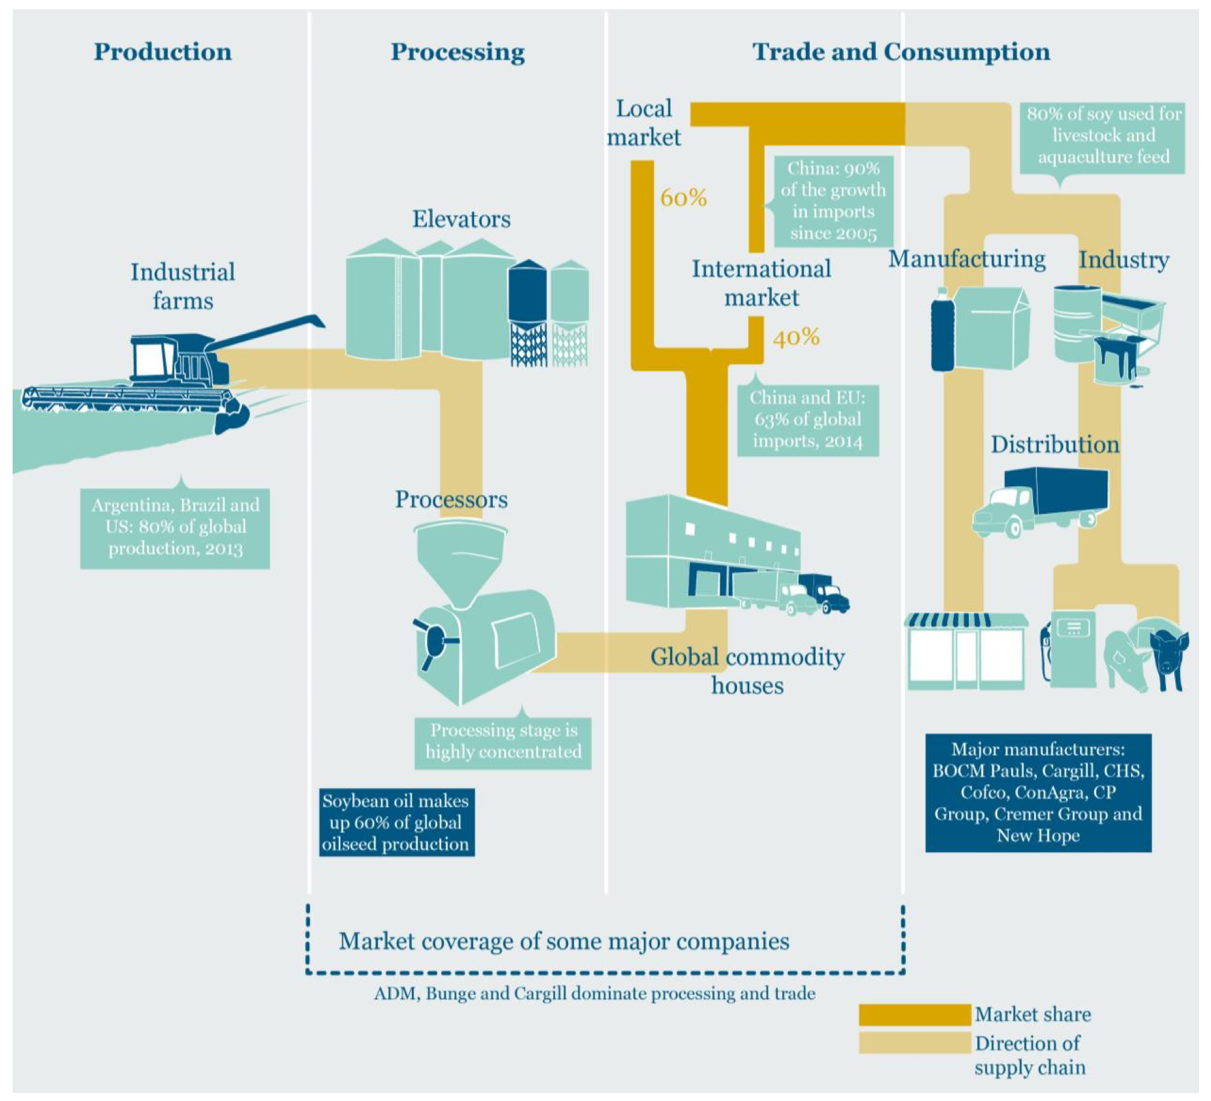 Production
Processing
Trade and Consumption
Industrial
farms
Argentina, Brazil and
US: 80% of global
production, 2013
Elevators
Processors
Processing stage is
highly concentrated
Soybean oil makes
up 60% of global
oilseed production
Local
market
60%
China: 90%
of the growth
in imports
since 2005
International
market
40%
China and EU:
63% of global
imports, 2014
Global commodity
houses
80% of soy used for
livestock and
aquaculture feed
Manufacturing
Industry
Distribution
Major manufacturers:
BOCM Pauls, Cargill, CHS,
Cofco, ConAgra, CP
Group, Cremer Group and
New Hope
Market coverage of some major companies
ADM, Bunge and Cargill dominate processing and trade
Market share
Direction of
supply chain